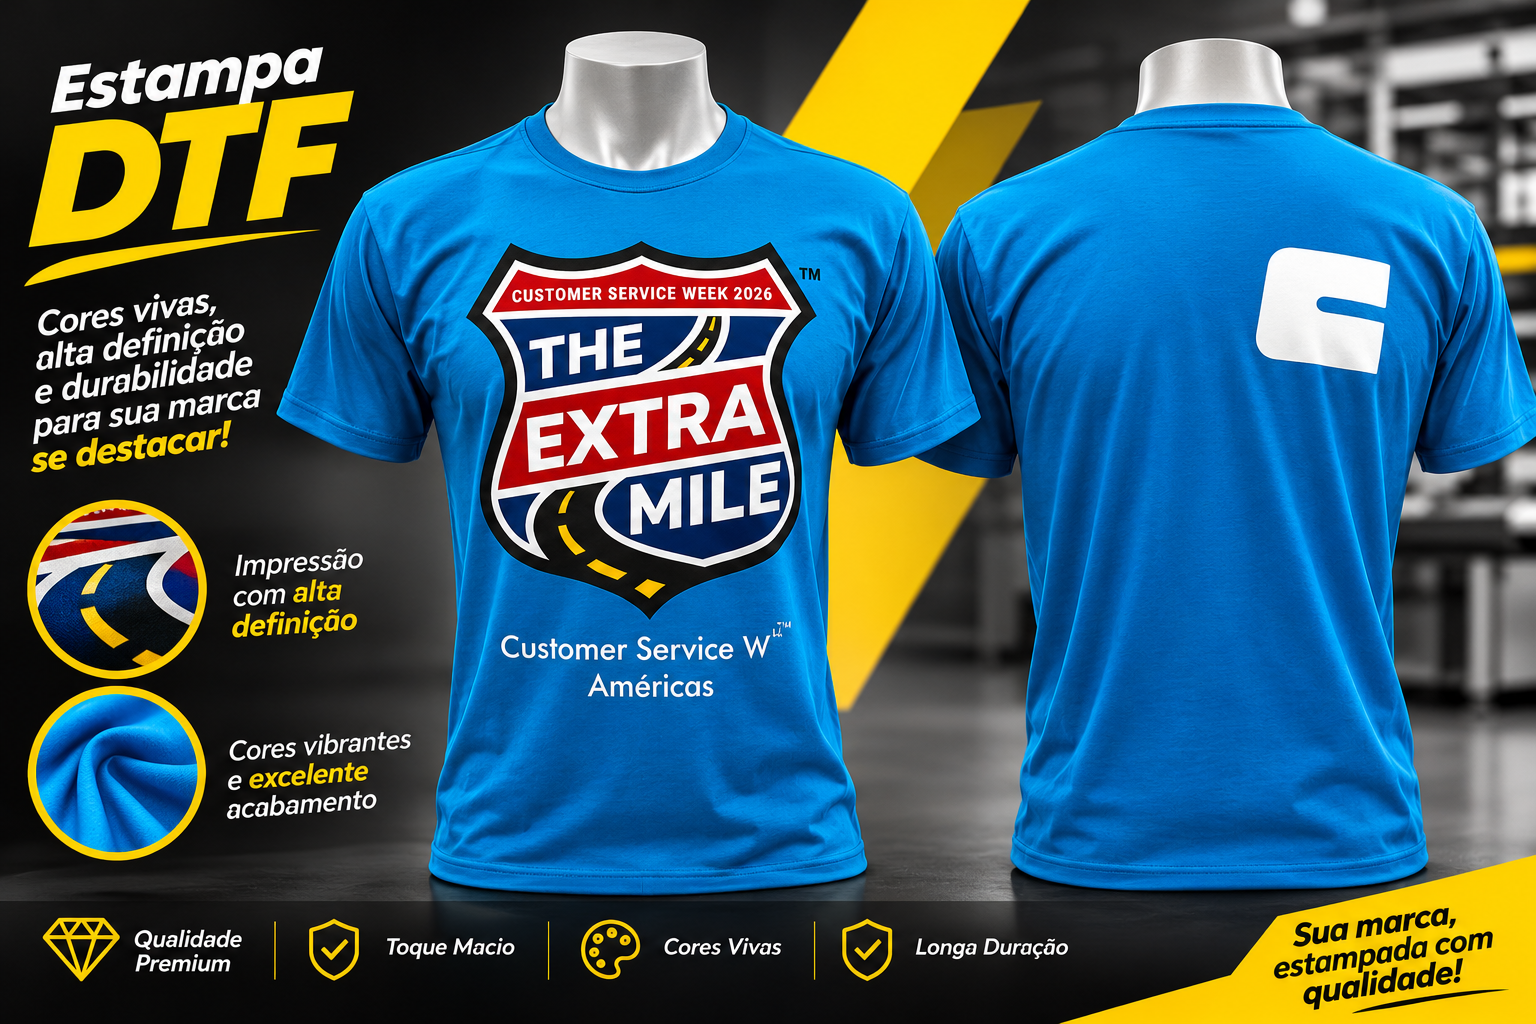 Estampa
DTF
Cores vivas,
alta definição
e durabilidade
para sua marca
se destacar!
Impressão
com alta
definição
Cores vibrantes
e excelente
acabamento
CUSTOMER SERVICE WEEK 2026
TM
THE
EXTRA
MILE
Customer Service W
Américas
Qualidade
Premium
Toque Macio
Cores Vivas
Longa Duração
Sua marca,
estampada com
qualidade!